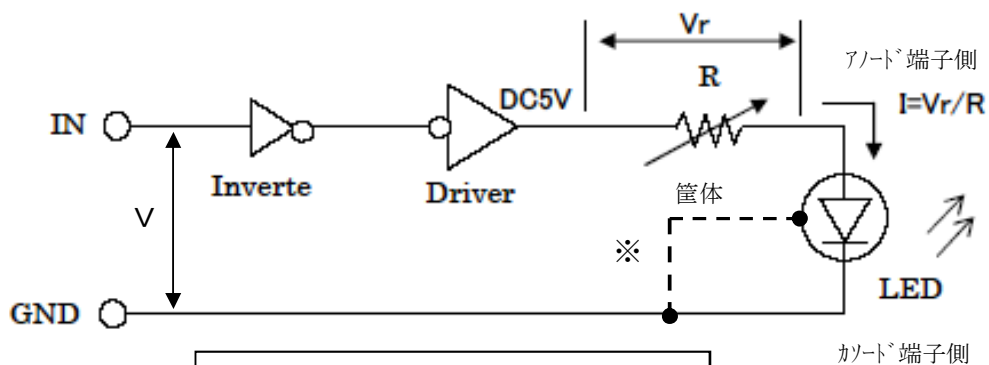 Vr
アノード端子側
R
DC5V
I=Vr/R
IN
Inverte
Driver
筐体
V
※
LED
GND
カソード端子側